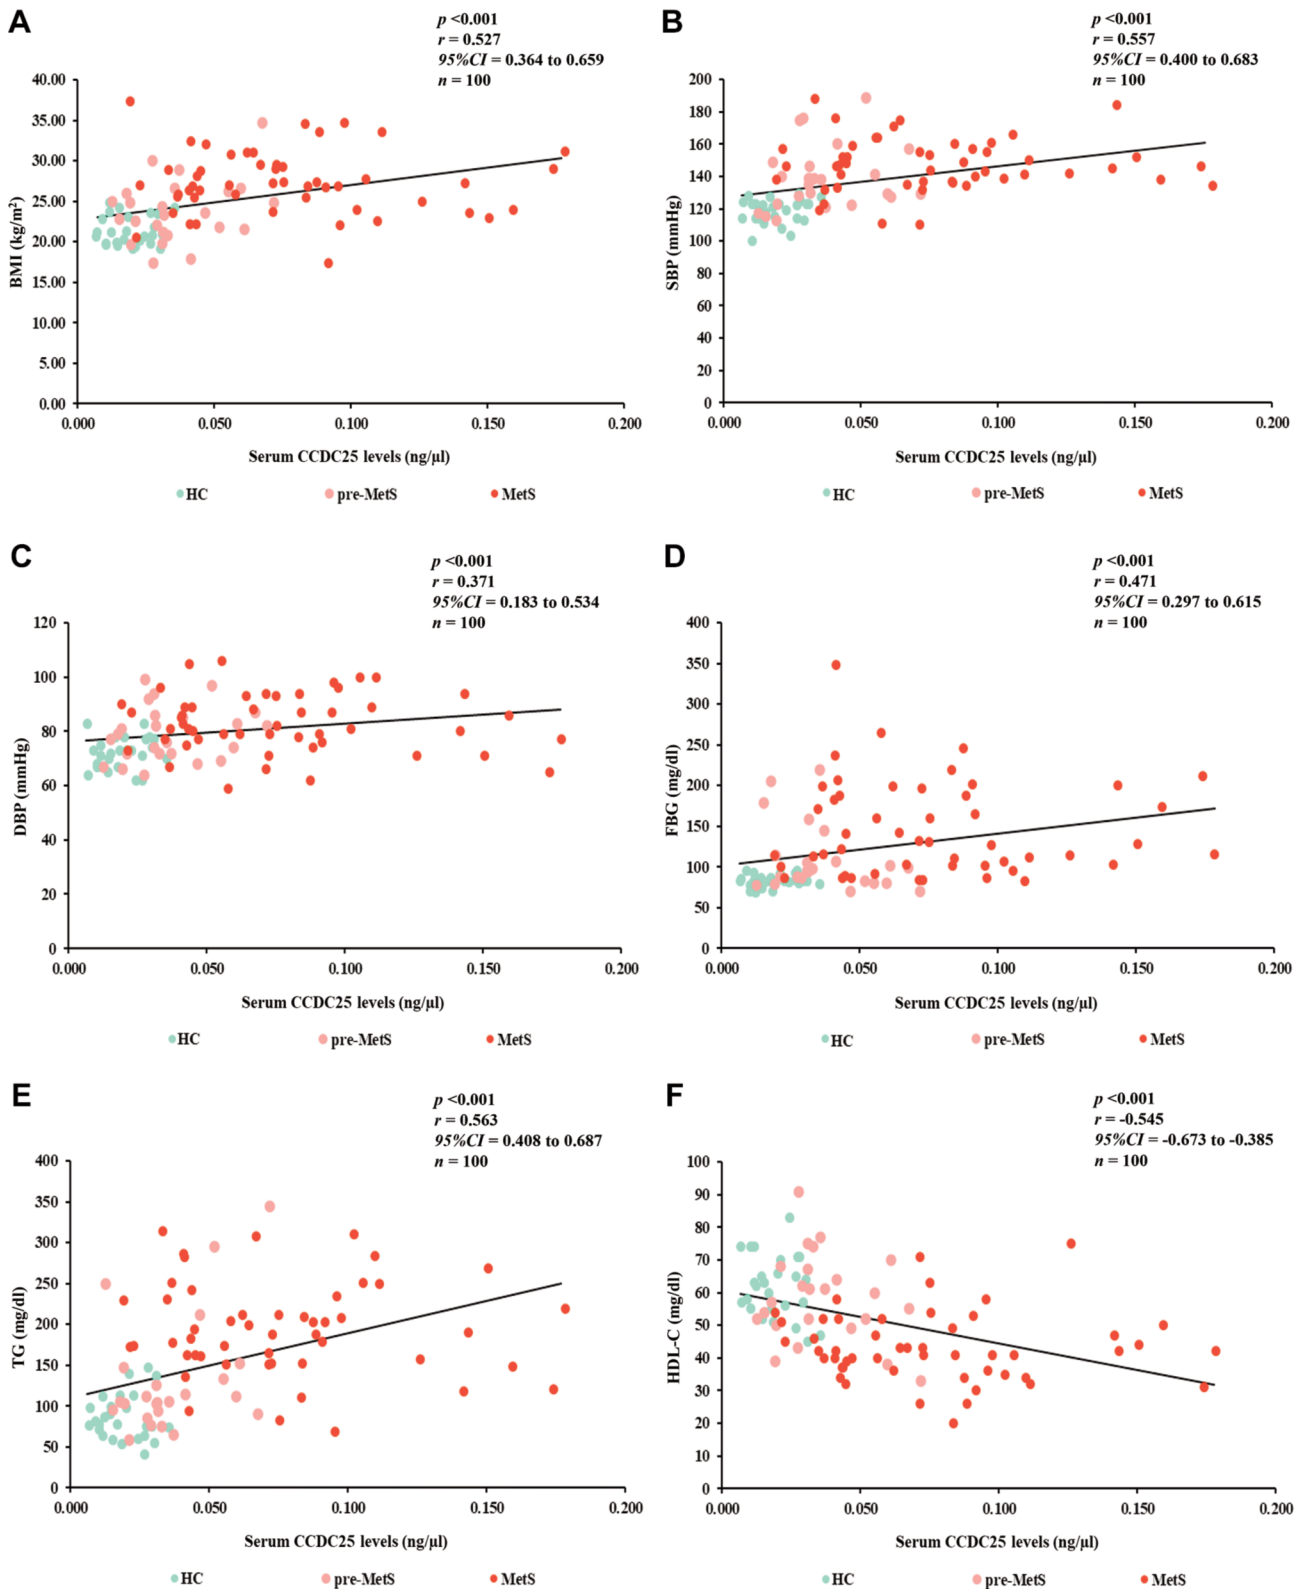 A
p <0.001
r = 0.527
95%CI = 0.364 to 0.659
n = 100
40.00
35.00
30.00
25.00
20.00
15.00
10.00
5.00
0.00
BMI (kg/m²)
0.000 0.050 0.100 0.150 0.200
Serum CCDC25 levels (ng/µl)
HC pre-MetS MetS
B
p <0.001
r = 0.557
95%CI = 0.400 to 0.683
n = 100
200
180
160
140
120
100
80
60
40
20
0
SBP (mmHg)
0.000 0.050 0.100 0.150 0.200
Serum CCDC25 levels (ng/µl)
HC pre-MetS MetS
C
p <0.001
r = 0.371
95%CI = 0.183 to 0.534
n = 100
120
100
80
60
40
20
0
DBP (mmHg)
0.000 0.050 0.100 0.150 0.200
Serum CCDC25 levels (ng/µl)
HC pre-MetS MetS
D
p <0.001
r = 0.471
95%CI = 0.297 to 0.615
n = 100
400
350
300
250
200
150
100
50
0
FBG (mg/dl)
0.000 0.050 0.100 0.150 0.200
Serum CCDC25 levels (ng/µl)
HC pre-MetS MetS
E
p <0.001
r = 0.563
95%CI = 0.408 to 0.687
n = 100
400
350
300
250
200
150
100
50
0
TG (mg/dl)
0.000 0.050 0.100 0.150 0.200
Serum CCDC25 levels (ng/µl)
HC pre-MetS MetS
F
p <0.001
r = -0.545
95%CI = -0.673 to -0.385
n = 100
100
90
80
70
60
50
40
30
20
10
0
HDL-C (mg/dl)
0.000 0.050 0.100 0.150 0.200
Serum CCDC25 levels (ng/µl)
HC pre-MetS MetS